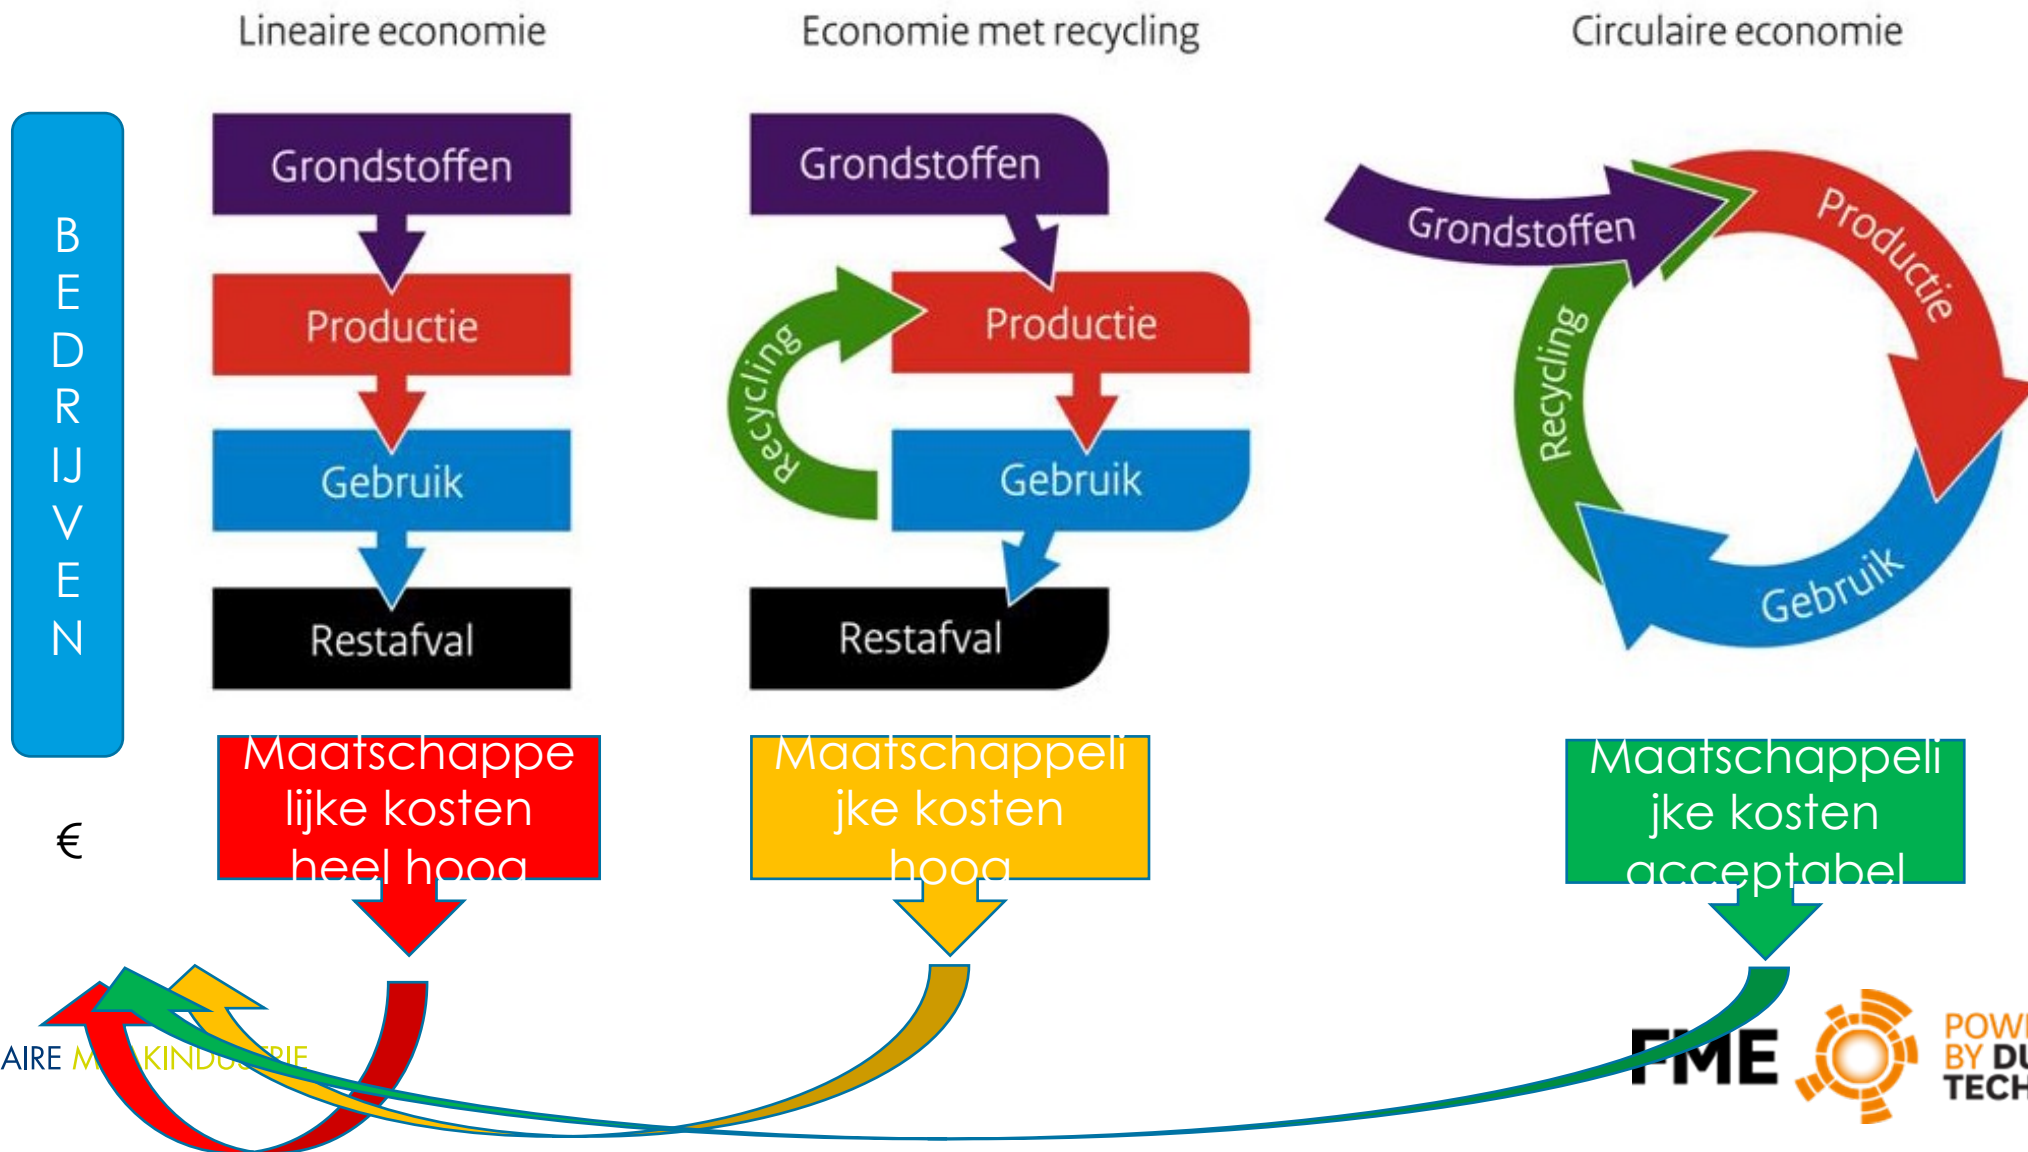 Lineaire economie
Economie met recycling
Circulaire economie
B
E
D
R
IJ
V
E
N
€
Grondstoffen
Productie
Gebruik
Restafval
Maatschappe
lijke kosten
heel hoog
Grondstoffen
Productie
Recycling
Gebruik
Restafval
Maatschappeli
jke kosten
hoog
Grondstoffen
Productie
Recycling
Gebruik
Maatschappeli
jke kosten
acceptabel
FME
BY